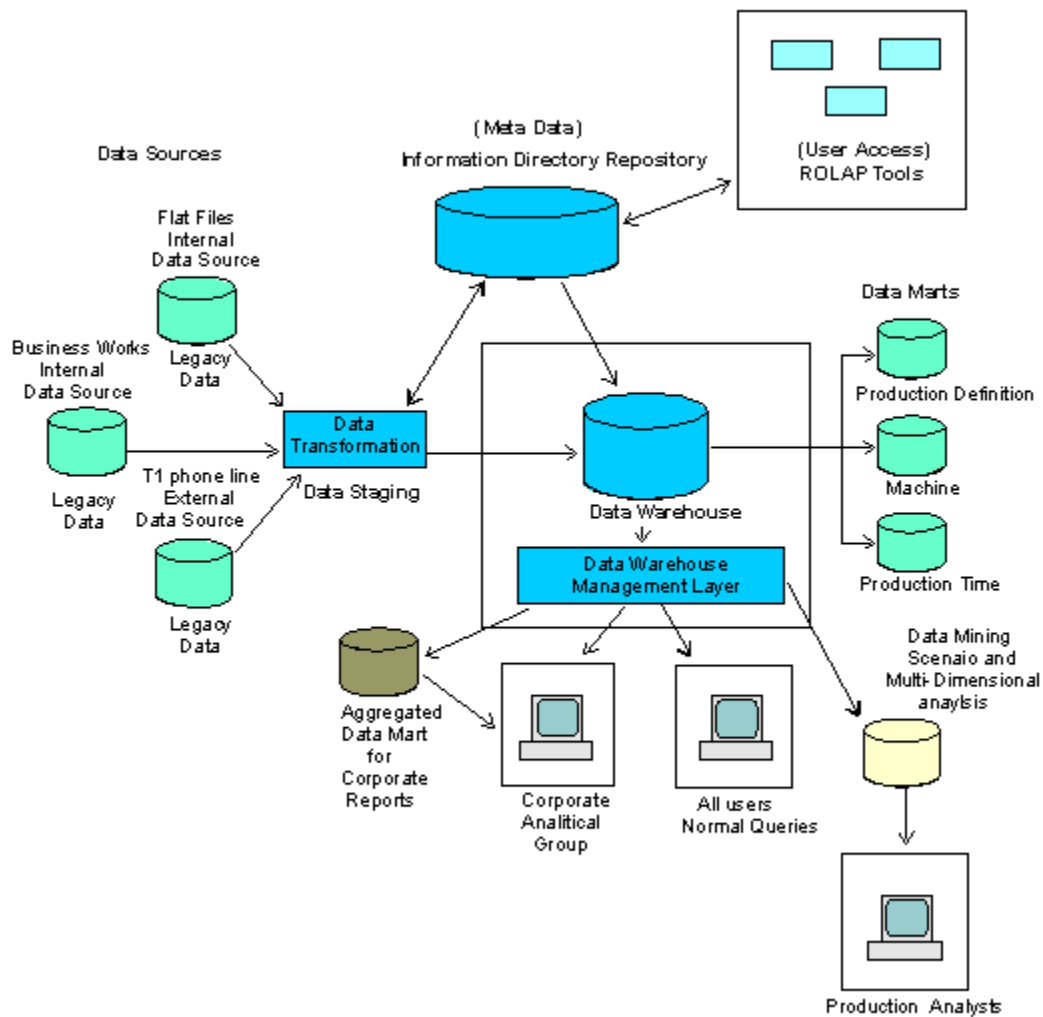 (User Access)
ROLAP Tools
(Meta Data)
Information Directory Repository
Data Sources
Flat Files
Internal
Data Source
Legacy
Data
Business Works
Internal
Data Source
Legacy
Data
T1 phone line
External
Data Source
Legacy
Data
Data
Transformation
Data Staging
Data Warehouse
Data Warehouse
Management Layer
Data Marts
Production Definition
Machine
Production Time
Aggregated
Data Mart
for
Corporate
Reports
Corporate
Analitical
Group
All users
Normal Queries
Data Mining
Scenaio and
Multi-Dimensional
anaylsis
Production Analysts